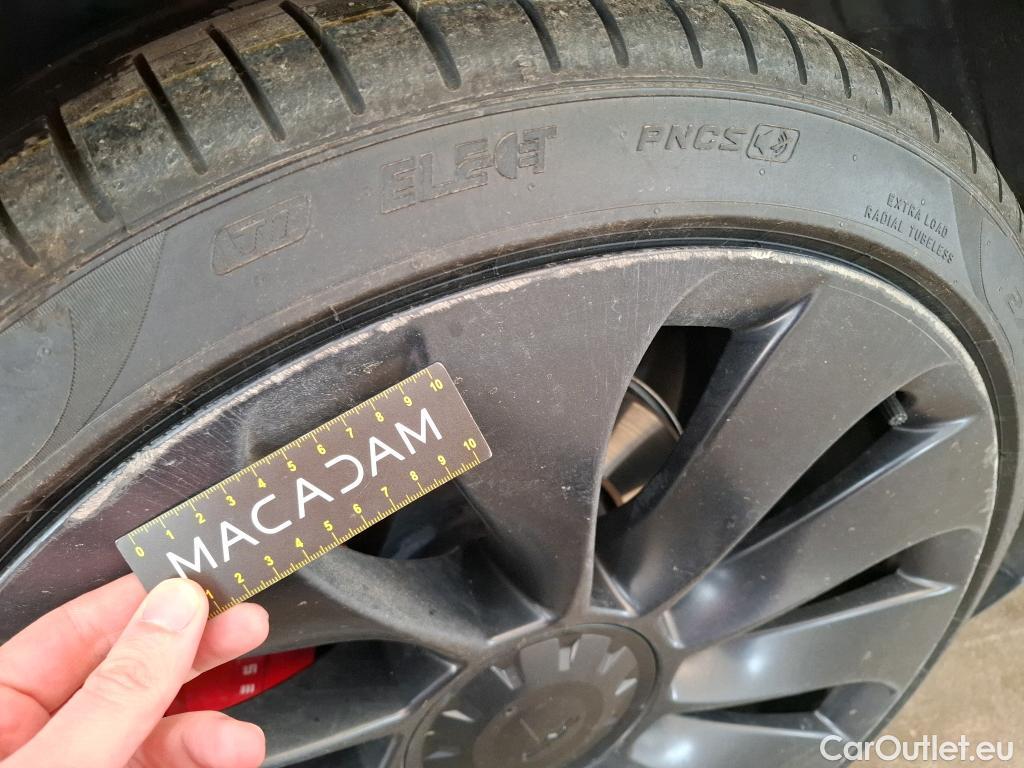 ELECT
PNCS
EXTRA LOAD
RADIAL TUBELESS
0 1 2 3 4 5 6 7 8 9 10
MACADAM
1 2 3 4 5 6 7 8 9 10
CarOutlet.eu